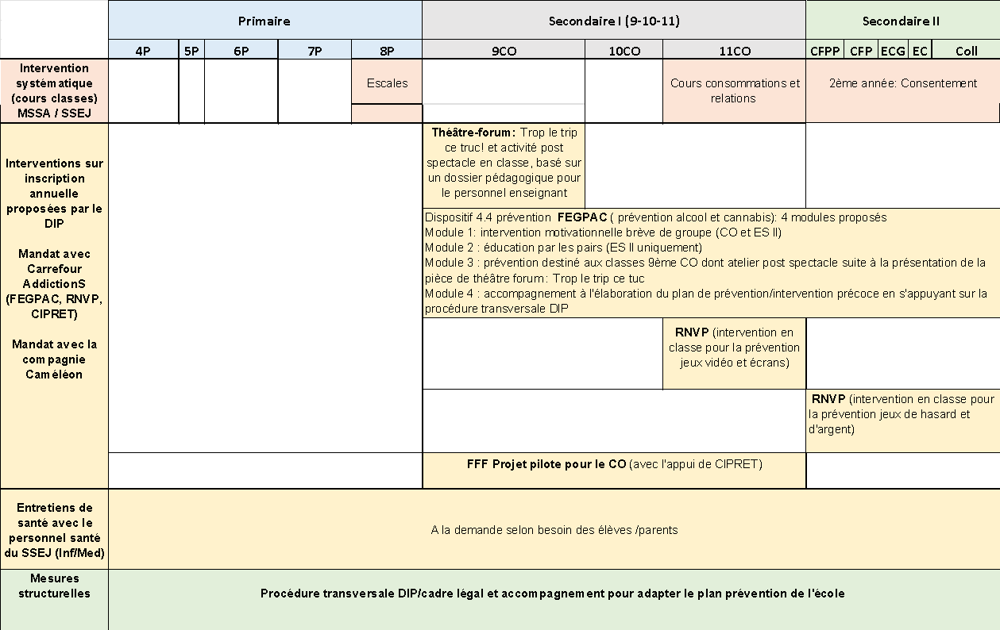 Primaire
Secondaire I (9-10-11)
Secondaire II
4P
5P
6P
7P
8P
9CO
10CO
11CO
CFPP
CFP
ECG
EC
Coll
Intervention
systématique
(cours classes)
MSSA / SSEJ
Escales
Cours consommations et
relations
2ème année: Consentement
Interventions sur
inscription
annuelle
proposées par le
DIP
Mandat avec
Carrefour
AddictionS
(FEGPAC, RNVP,
CIPRET)
Mandat avec la
compagnie
Caméléon
Théâtre-forum: Trop le trip
ce truc! et activité post
spectacle en classe, basé sur
un dossier pédagogique pour
le personnel enseignant
Dispositif 4.4 prévention FEGPAC ( prévention alcool et cannabis): 4 modules proposés
Module 1: intervention motivationnelle brève de groupe (CO et ES II)
Module 2 : éducation par les pairs (ES II uniquement)
Module 3 : prévention destiné aux classes 9ème CO dont atelier post spectacle suite à la présentation de la
pièce de théâtre forum: Trop le trip ce tuc
Module 4 : accompagnement à l'élaboration du plan de prévention/intervention précoce en s'appuyant sur la
procédure transversale DIP
RNVP (intervention en
classe pour la prévention
jeux vidéo et écrans)
RNVP (intervention en classe pour
la prévention jeux de hasard et
d'argent)
FFF Projet pilote pour le CO (avec l'appui de CIPRET)
Entretiens de
santé avec le
personnel santé
du SSEJ (Inf/Med)
A la demande selon besoin des élèves /parents
Mesures
structurelles
Procédure transversale DIP/cadre légal et accompagnement pour adapter le plan prévention de l'école